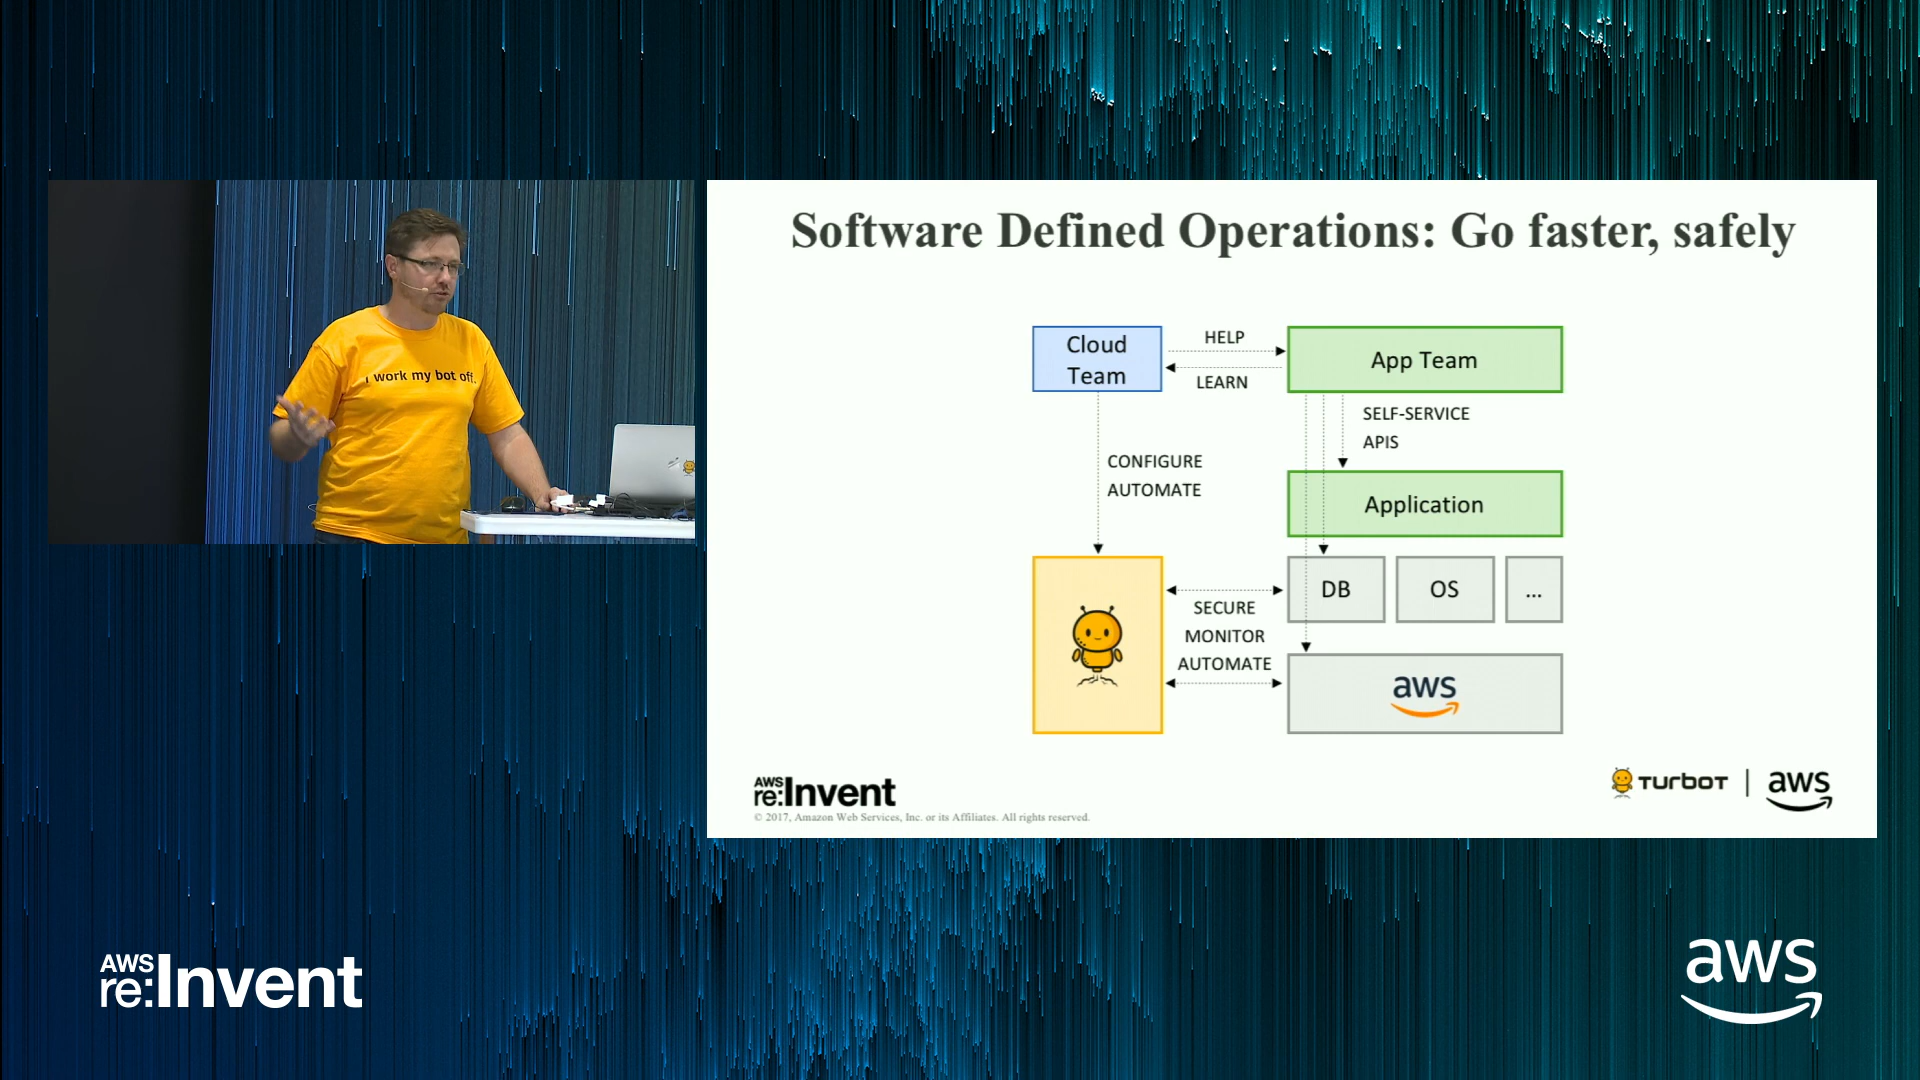 I work my bot off.
Software Defined Operations: Go faster, safely
Cloud
Team
HELP
LEARN
App Team
SELF-SERVICE
APIS
CONFIGURE
AUTOMATE
Application
DB
OS
...
SECURE
MONITOR
AUTOMATE
aws
AWS
re:Invent
© 2017, Amazon Web Services, Inc. or its Affiliates. All rights reserved.
TURBOT
aws
AWS
re:Invent
aws